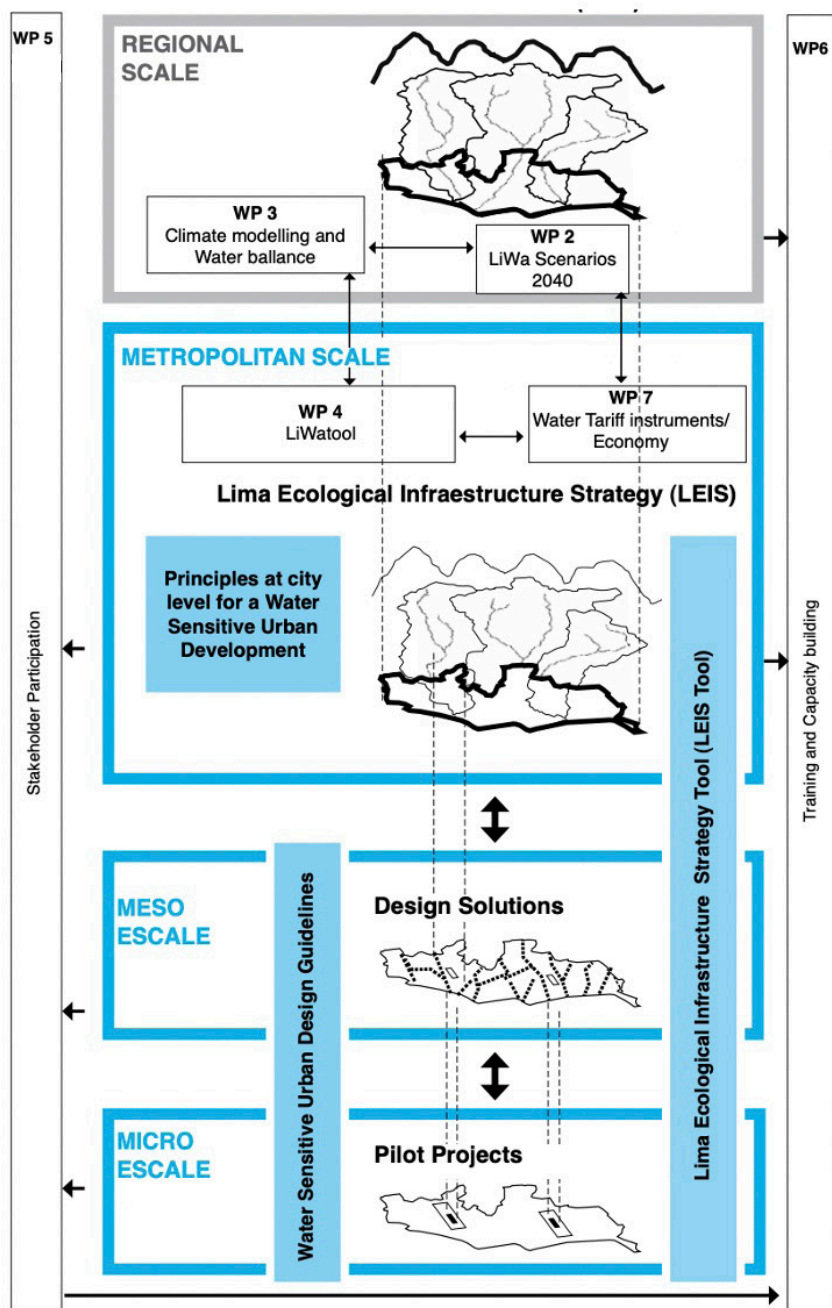 WP 5
REGIONAL
SCALE
WP6
WP 3
Climate modelling and
Water ballance
WP 2
LiWa Scenarios
2040
METROPOLITAN SCALE
WP 4
LiWatool
WP 7
Water Tariff instruments/
Economy
Lima Ecological Infraestructure Strategy (LEIS)
Principles at city
level for a Water
Sensitive Urban
Development
Stakeholder Participation
Training and Capacity building
Lima Ecological Infrastructure Strategy Tool (LEIS Tool)
Water Sensitive Urban Design Guidelines
MESO
ESCALE
Design Solutions
MICRO
ESCALE
Pilot Projects